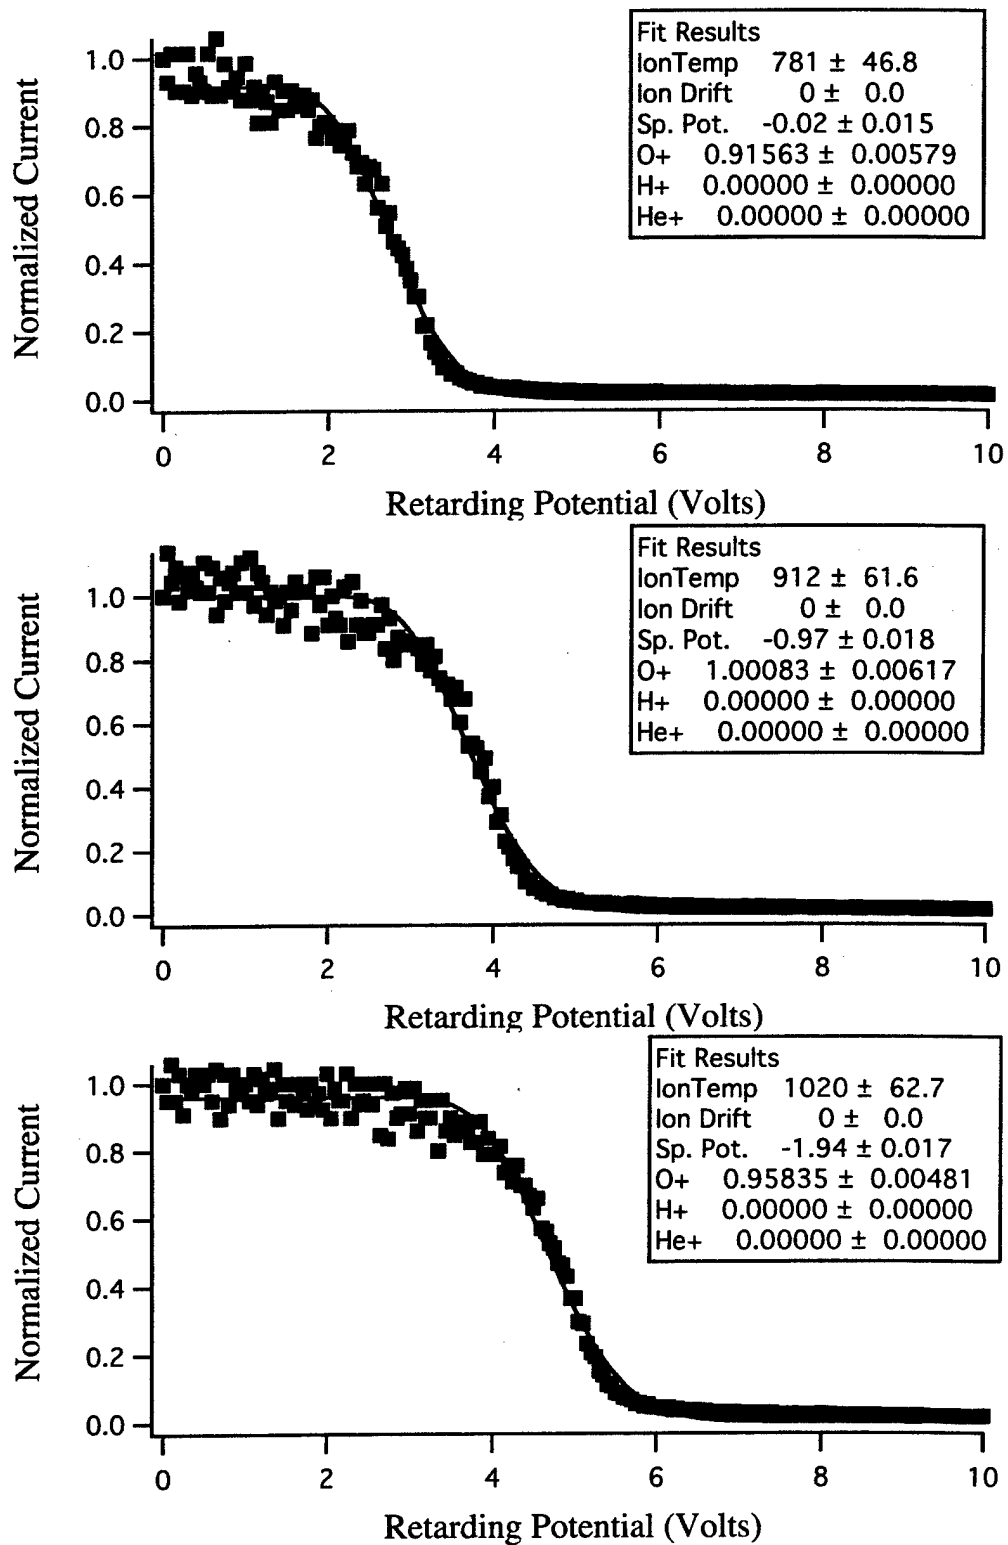 Normalized Current
1.0
0.8
0.6
0.4
0.2
0.0
0 2 4 6 8 10
Retarding Potential (Volts)
Fit Results
IonTemp 781 ± 46.8
Ion Drift 0 ± 0.0
Sp. Pot. -0.02 ± 0.015
O+ 0.91563 ± 0.00579
H+ 0.00000 ± 0.00000
He+ 0.00000 ± 0.00000
Normalized Current
1.0
0.8
0.6
0.4
0.2
0.0
0 2 4 6 8 10
Retarding Potential (Volts)
Fit Results
IonTemp 912 ± 61.6
Ion Drift 0 ± 0.0
Sp. Pot. -0.97 ± 0.018
O+ 1.00083 ± 0.00617
H+ 0.00000 ± 0.00000
He+ 0.00000 ± 0.00000
Normalized Current
1.0
0.8
0.6
0.4
0.2
0.0
0 2 4 6 8 10
Retarding Potential (Volts)
Fit Results
IonTemp 1020 ± 62.7
Ion Drift 0 ± 0.0
Sp. Pot. -1.94 ± 0.017
O+ 0.95835 ± 0.00481
H+ 0.00000 ± 0.00000
He+ 0.00000 ± 0.00000